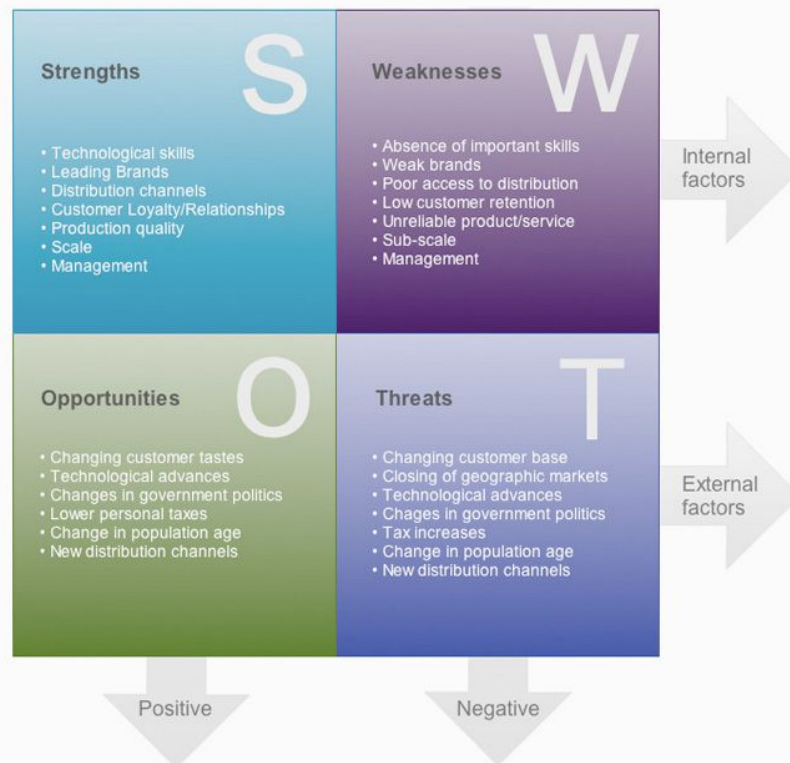 Strengths
S
• Technological skills
• Leading Brands
• Distribution channels
• Customer Loyalty/Relationships
• Production quality
• Scale
• Management
Weaknesses
W
• Absence of important skills
• Weak brands
• Poor access to distribution
• Low customer retention
• Unreliable product/service
• Sub-scale
• Management
Internal
factors
Opportunities
O
• Changing customer tastes
• Technological advances
• Changes in government politics
• Lower personal taxes
• Change in population age
• New distribution channels
Threats
T
• Changing customer base
• Closing of geographic markets
• Technological advances
• Chages in government politics
• Tax increases
• Change in population age
• New distribution channels
External
factors
Positive
Negative